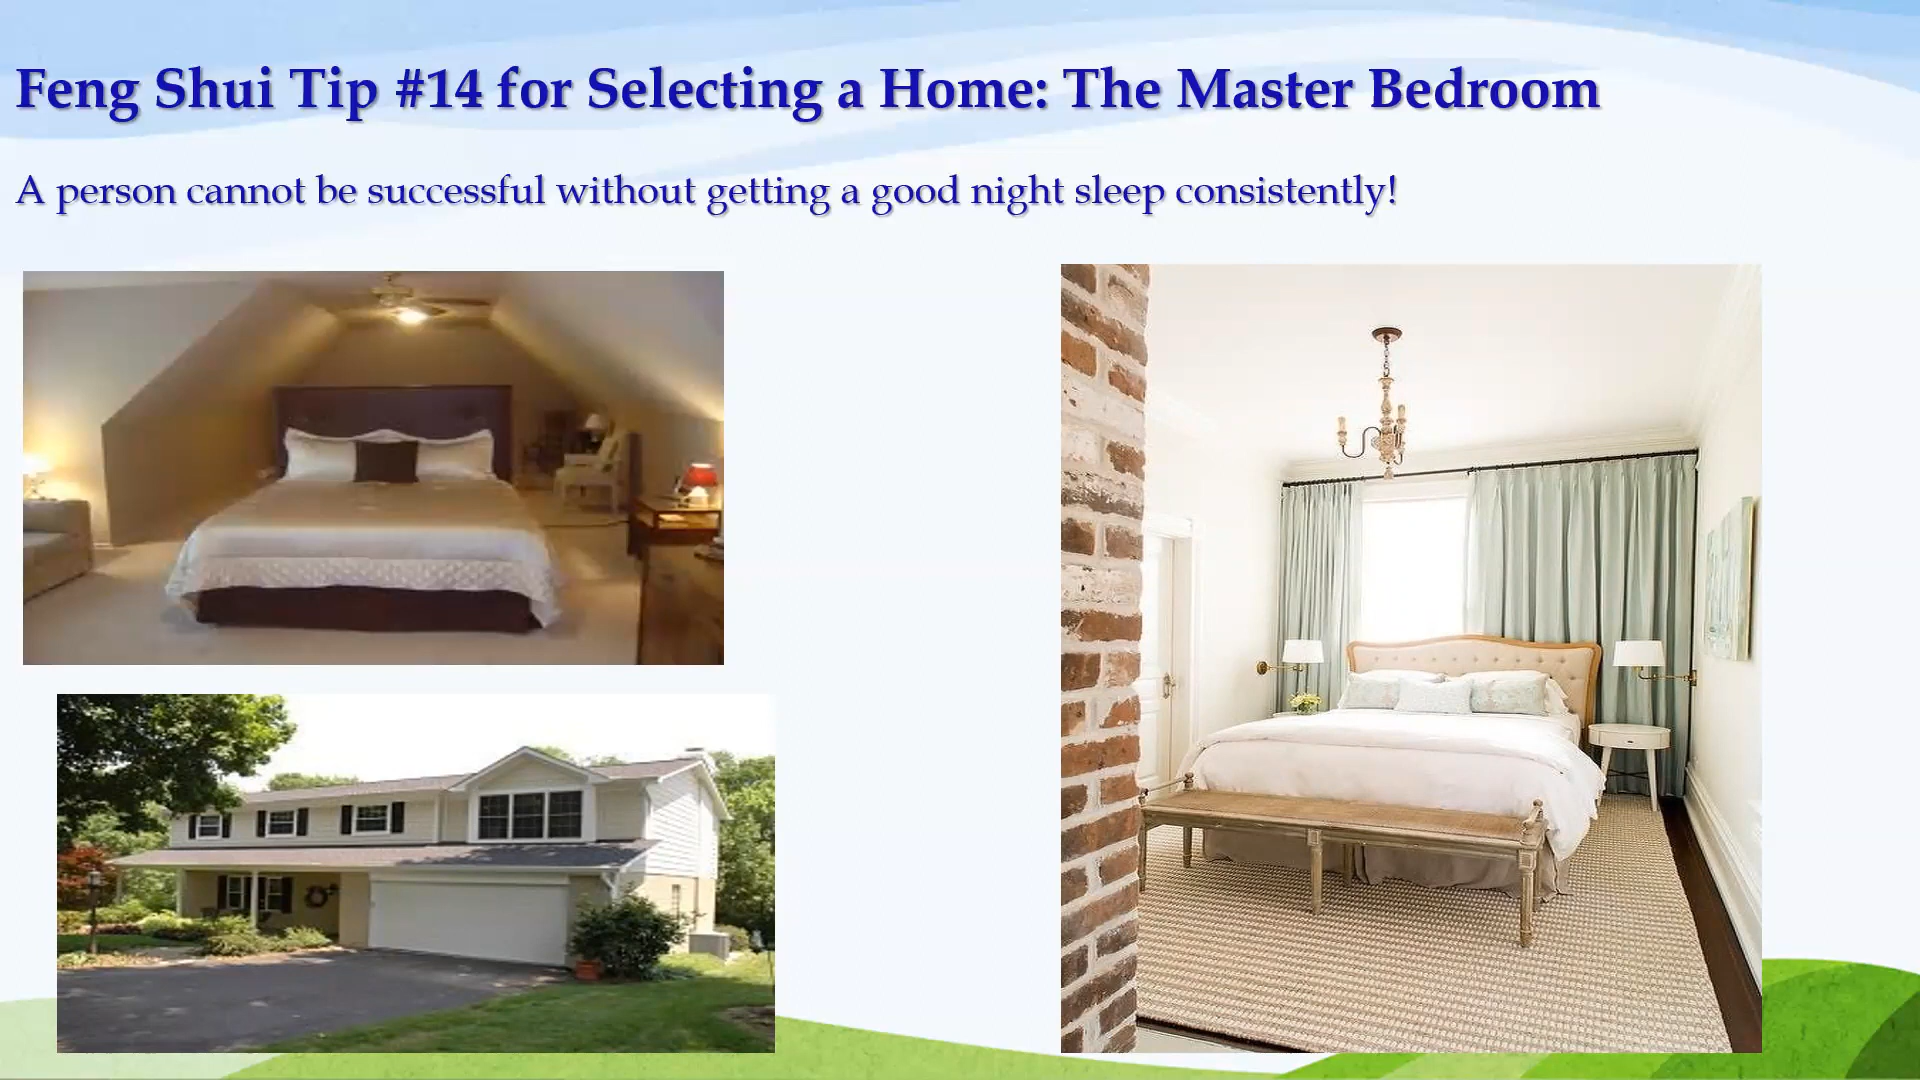 Feng Shui Tip #14 for Selecting a Home: The Master Bedroom
A person cannot be successful without getting a good night sleep consistently!